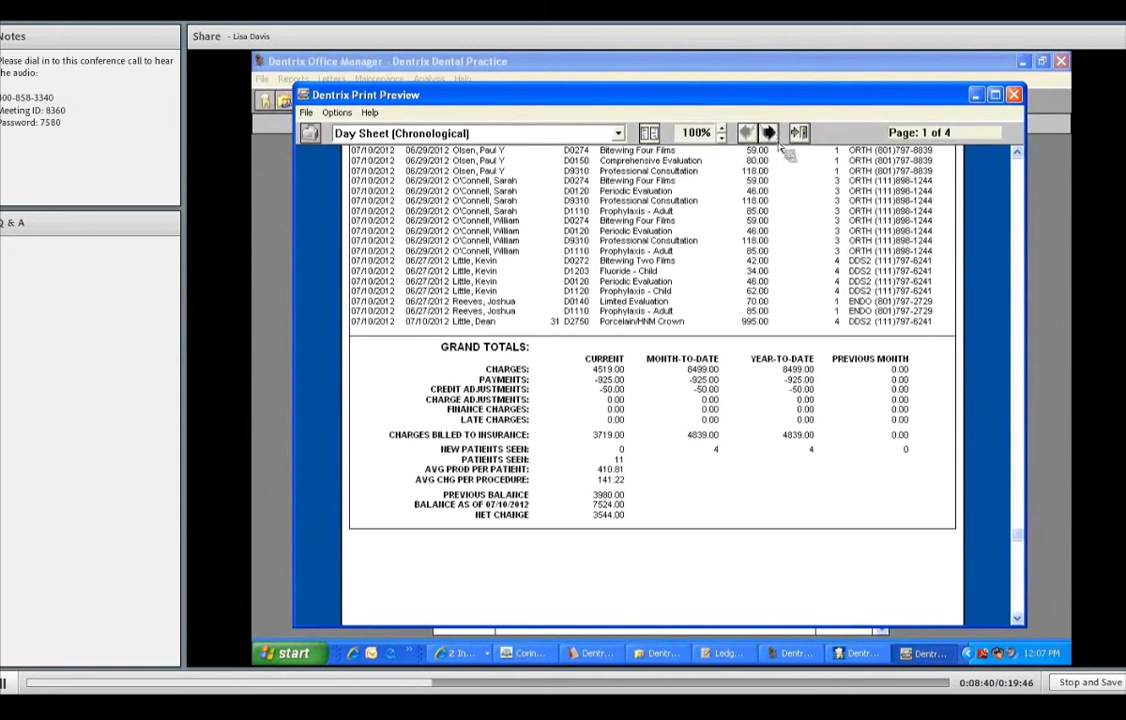 Notes
Share - Lisa Davis
Please dial in to this conference call to hear
he audio:
800-858-3340
Meeting ID: 8360
Password: 7580
Q & A
Dentrix Office Manager - Dentrix Dental Practice
File Reports Letters Maintenance Analysis Help
Dentrix Print Preview
File Options Help
Day Sheet (Chronological) 100% Page: 1 of 4
07/10/2012 06/29/2012 Olsen, Paul Y D0274 Bitewing Four Films 59.00 1 ORTH (801)797-8839
07/10/2012 06/29/2012 Olsen, Paul Y D0150 Comprehensive Evaluation 80.00 1 ORTH (801)797-8839
07/10/2012 06/29/2012 Olsen, Paul Y D9310 Professional Consultation 118.00 1 ORTH (801)797-8839
07/10/2012 06/29/2012 O'Connell, Sarah D0274 Bitewing Four Films 59.00 3 ORTH (111)898-1244
07/10/2012 06/29/2012 O'Connell, Sarah D0120 Periodic Evaluation 46.00 3 ORTH (111)898-1244
07/10/2012 06/29/2012 O'Connell, Sarah D9310 Professional Consultation 118.00 3 ORTH (111)898-1244
07/10/2012 06/29/2012 O'Connell, Sarah D1110 Prophylaxis - Adult 85.00 3 ORTH (111)898-1244
07/10/2012 06/29/2012 O'Connell, William D0274 Bitewing Four Films 59.00 3 ORTH (111)898-1244
07/10/2012 06/29/2012 O'Connell, William D0120 Periodic Evaluation 46.00 3 ORTH (111)898-1244
07/10/2012 06/29/2012 O'Connell, William D9310 Professional Consultation 118.00 3 ORTH (111)898-1244
07/10/2012 06/29/2012 O'Connell, William D1110 Prophylaxis - Adult 85.00 3 ORTH (111)898-1244
07/10/2012 06/27/2012 Little, Kevin D0272 Bitewing Two Films 42.00 4 DDS2 (111)797-6241
07/10/2012 06/27/2012 Little, Kevin D1203 Fluoride - Child 34.00 4 DDS2 (111)797-6241
07/10/2012 06/27/2012 Little, Kevin D0120 Periodic Evaluation 46.00 4 DDS2 (111)797-6241
07/10/2012 06/27/2012 Little, Kevin D1120 Prophylaxis - Child 62.00 4 DDS2 (111)797-6241
07/10/2012 06/27/2012 Reeves, Joshua D0140 Limited Evaluation 70.00 1 ENDO (801)797-2729
07/10/2012 06/27/2012 Reeves, Joshua D1110 Prophylaxis - Adult 85.00 1 ENDO (801)797-2729
07/10/2012 07/10/2012 Little, Dean 31 D2750 Porcelain/HNM Crown 995.00 4 DDS2 (111)797-6241
GRAND TOTALS:
CURRENT MONTH-TO-DATE YEAR-TO-DATE PREVIOUS MONTH
CHARGES: 4519.00 8499.00 8499.00 0.00
PAYMENTS: -925.00 -925.00 -925.00 0.00
CREDIT ADJUSTMENTS: -50.00 -50.00 -50.00 0.00
CHARGE ADJUSTMENTS: 0.00 0.00 0.00 0.00
FINANCE CHARGES: 0.00 0.00 0.00 0.00
LATE CHARGES: 0.00 0.00 0.00 0.00
CHARGES BILLED TO INSURANCE: 3719.00 4839.00 4839.00 0.00
NEW PATIENTS SEEN: 0 4 4 0
PATIENTS SEEN: 11
AVG PROD PER PATIENT: 410.81
AVG CHG PER PROCEDURE: 141.22
PREVIOUS BALANCE 3980.00
BALANCE AS OF 07/10/2012 7524.00
NET CHANGE 3544.00
start 2 In... Corin... Dentr... Dentr... Ledg... Dentr... Dentr... Dentr... 12:07 PM
0:08:40/0:19:46 Stop and Save